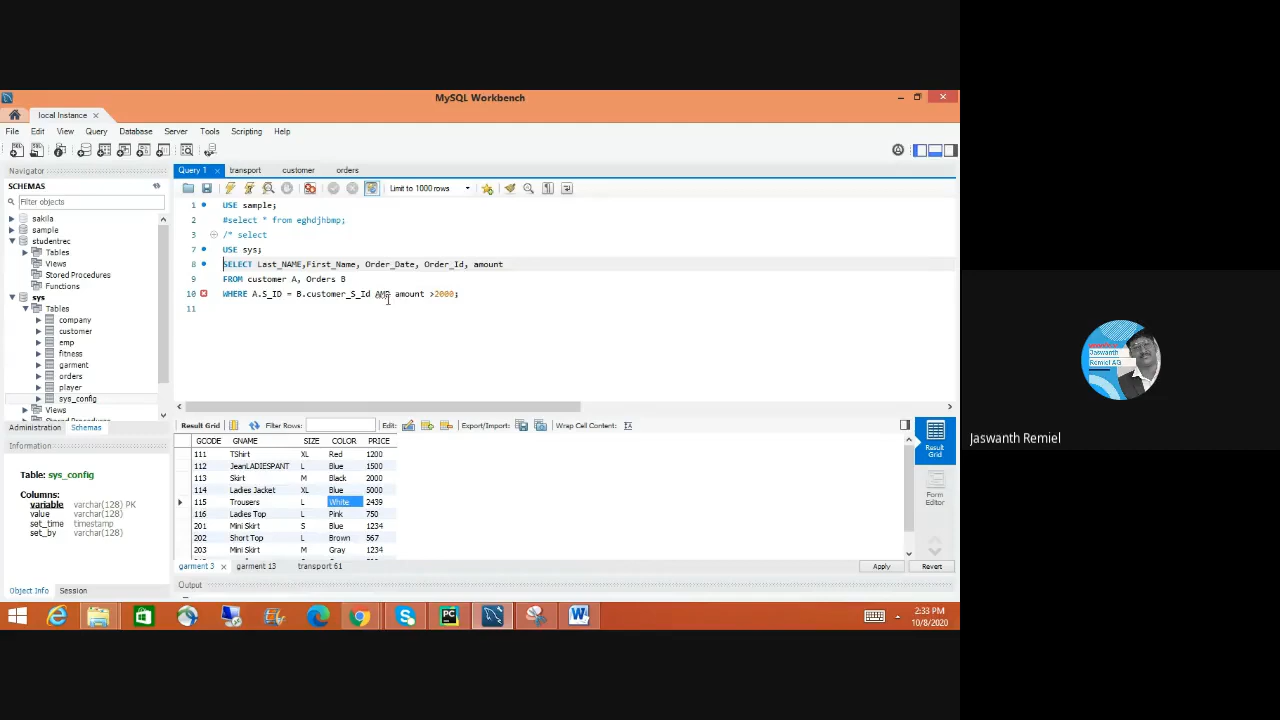 MySQL Workbench
local Instance
File Edit View Query Database Server Tools Scripting Help
Navigator
SCHEMAS
Filter objects
sakila
sample
studentrec
Tables
Views
Stored Procedures
Functions
sys
Tables
company
customer
emp
fitness
garment
orders
player
sys_config
Views
Stored Procedures
Administration Schemas
Information
Table: sys_config
Columns:
variable varchar(128) PK
value varchar(128)
set_time timestamp
set_by varchar(128)
Object Info Session
Query 1 transport customer orders
Limit to 1000 rows
1 USE sample;
2 #select * from eghdjhbmp;
3 /* select
7 USE sys;
8 SELECT Last_NAME,First_Name, Order_Date, Order_Id, amount
9 FROM customer A, Orders B
10 WHERE A.S_ID = B.customer_S_Id amount >2000;
11
Result Grid Filter Rows: Edit: Export/Import: Wrap Cell Content:
GCODE GNAME SIZE COLOR PRICE
111 TShirt XL Red 1200
112 JeanLADIESPANT L Blue 1500
113 Skirt M Black 2000
114 Ladies Jacket XL Blue 5000
115 Trousers L White 2439
116 Ladies Top L Pink 750
201 Mini Skirt S Blue 1234
202 Short Top L Brown 567
203 Mini Skirt M Gray 1234
Result
Grid
Form
Editor
garment 3 garment 13 transport 61 Apply Revert
Output
2:33 PM
10/8/2020
Jaswanth
Remiel AG
Jaswanth Remiel